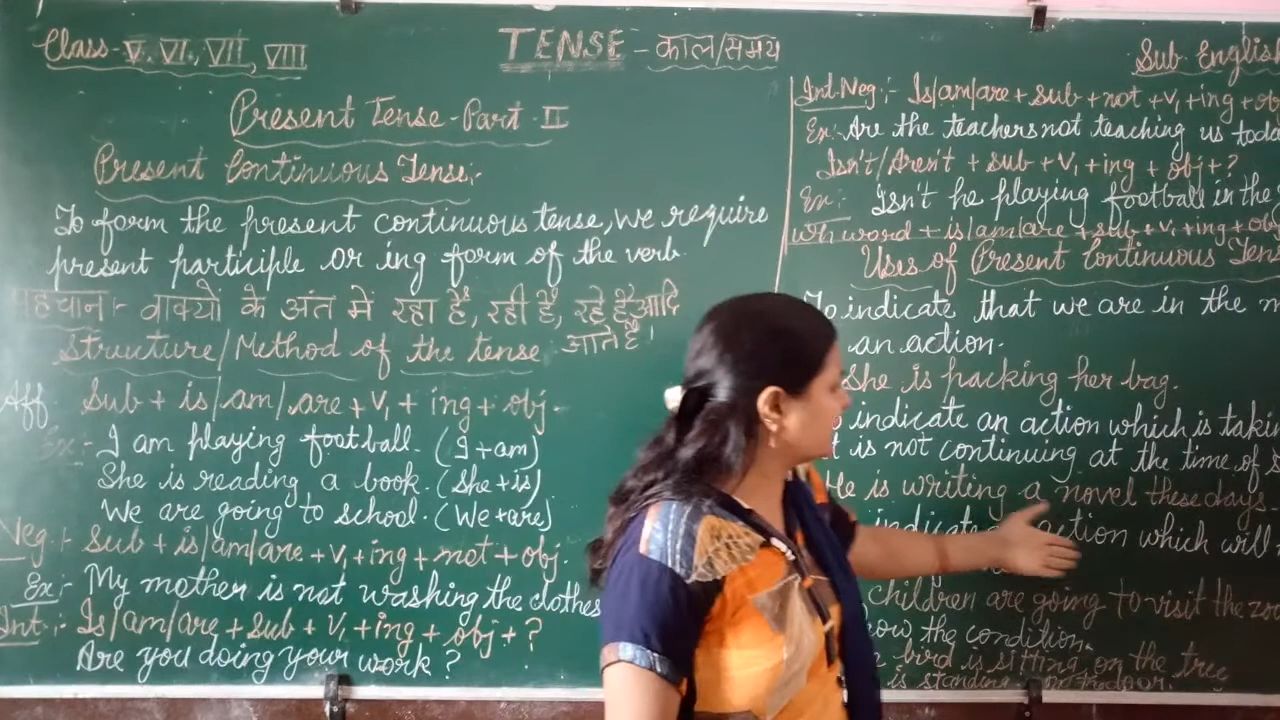 Class - V, VI, VII, VIII
TENSE - काल/समय
Sub English
Present Tense - Part - II
Present Continuous Tense:-
To form the present continuous tense, we require
present participle or ing form of the verb.
पहचान:- वाक्यों के अंत में रहा है, रही है, रहे हैं आदि
आते हैं।
Structure/Method of the tense
Aff Sub + is/am/are + V1 + ing + obj.
Ex:- I am playing football. (I + am)
She is reading a book. (She + is)
We are going to school. (We + are)
Neg:- Sub + is/am/are + V1 + ing + not + obj.
Ex:- My mother is not washing the clothes
Int:- Is/am/are + Sub + V1 + ing + obj + ?
Are you doing your work ?
Int. Neg:- Is/am/are + sub + not + V1 + ing + ob
Ex:- Are the teachers not teaching us toda
Isn't/Aren't + sub + V1 + ing + obj + ?
Ex:- Isn't he playing football in the
Wh word + is/am/are + sub + V1 + ing + obj
Uses of Present Continuous Tens
To indicate that we are in the m
an action.
She is packing her bag.
indicate an action which is takin
t is not continuing at the time of s
He is writing a novel these days.
indicate action which will
children are going to visit the zoo
how the condition.
bird is sitting on the tree
is standing door.